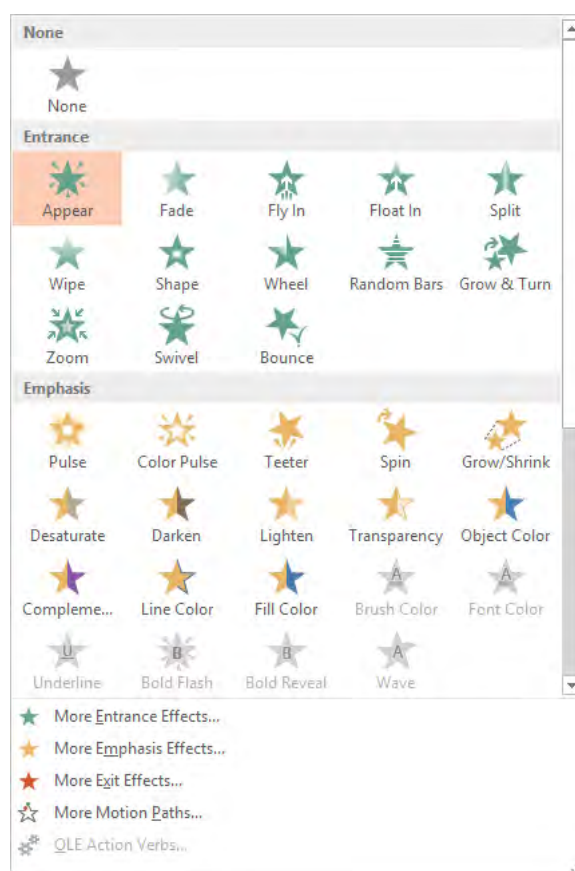 None
None
Entrance
Appear Fade Fly In Float In Split
Wipe Shape Wheel Random Bars Grow & Turn
Zoom Swivel Bounce
Emphasis
Pulse Color Pulse Teeter Spin Grow/Shrink
Desaturate Darken Lighten Transparency Object Color
Compleme... Line Color Fill Color Brush Color Font Color
Underline Bold Flash Bold Reveal Wave
More Entrance Effects...
More Emphasis Effects...
More Exit Effects...
More Motion Paths...
OLE Action Verbs...